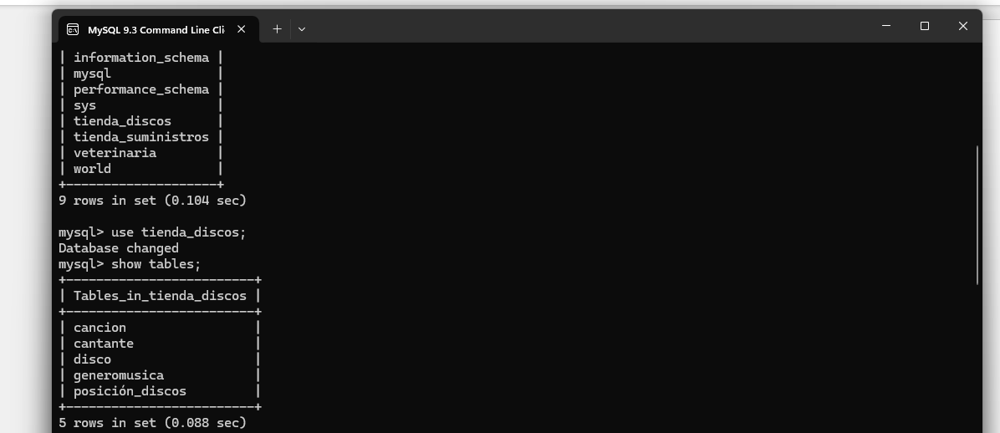 MySQL 9.3 Command Line Cli
| information_schema |
| mysql              |
| performance_schema |
| sys                |
| tienda_discos      |
| tienda_suministros |
| veterinaria        |
| world              |
+--------------------+
9 rows in set (0.104 sec)
mysql> use tienda_discos;
Database changed
mysql> show tables;
+-------------------------+
| Tables_in_tienda_discos |
+-------------------------+
| cancion                 |
| cantante                |
| disco                   |
| generomusica            |
| posición_discos         |
+-------------------------+
5 rows in set (0.088 sec)